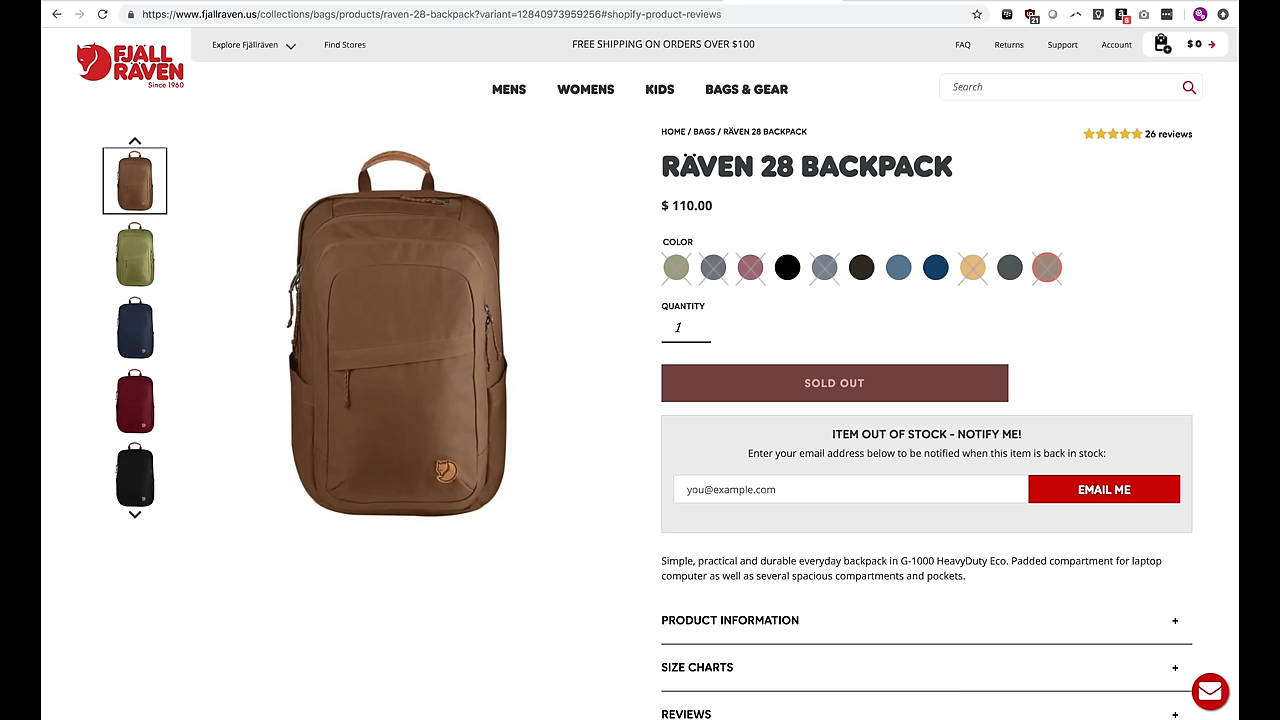 https://www.fjallraven.us/collections/bags/products/raven-28-backpack?variant=12840973959256#shopify-product-reviews
21
8
FJÄLL
RÄVEN
Since 1960
Explore Fjällräven
Find Stores
FREE SHIPPING ON ORDERS OVER $100
FAQ
Returns
Support
Account
$ 0
MENS
WOMENS
KIDS
BAGS & GEAR
Search
HOME / BAGS / RÄVEN 28 BACKPACK
26 reviews
RÄVEN 28 BACKPACK
$ 110.00
COLOR
QUANTITY
1
SOLD OUT
ITEM OUT OF STOCK - NOTIFY ME!
Enter your email address below to be notified when this item is back in stock:
you@example.com
EMAIL ME
Simple, practical and durable everyday backpack in G-1000 HeavyDuty Eco. Padded compartment for laptop
computer as well as several spacious compartments and pockets.
PRODUCT INFORMATION +
SIZE CHARTS +
REVIEWS +